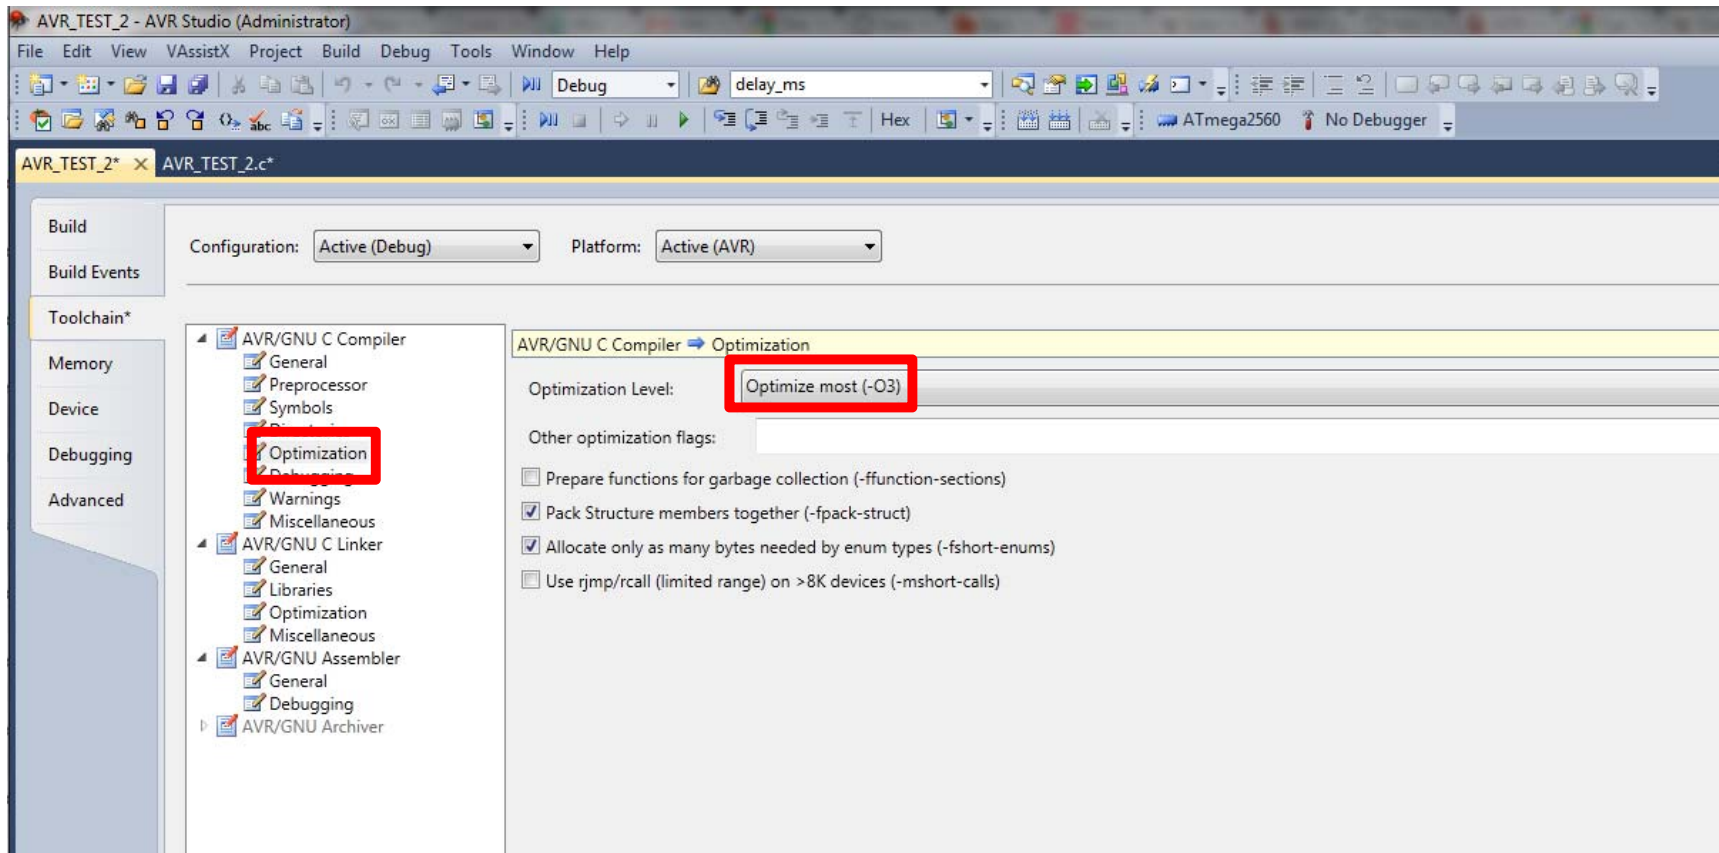 AVR_TEST_2 - AVR Studio (Administrator)
File Edit View VAssistX Project Build Debug Tools Window Help
Debug delay_ms
Hex ATmega2560 No Debugger
AVR_TEST_2* AVR_TEST_2.c*
Build
Build Events
Toolchain*
Memory
Device
Debugging
Advanced
Configuration: Active (Debug) Platform: Active (AVR)
AVR/GNU C Compiler
General
Preprocessor
Symbols
Optimization
Debugging
Warnings
Miscellaneous
AVR/GNU C Linker
General
Libraries
Optimization
Miscellaneous
AVR/GNU Assembler
General
Debugging
AVR/GNU Archiver
AVR/GNU C Compiler Optimization
Optimization Level: Optimize most (-O3)
Other optimization flags:
Prepare functions for garbage collection (-ffunction-sections)
Pack Structure members together (-fpack-struct)
Allocate only as many bytes needed by enum types (-fshort-enums)
Use rjmp/rcall (limited range) on >8K devices (-mshort-calls)